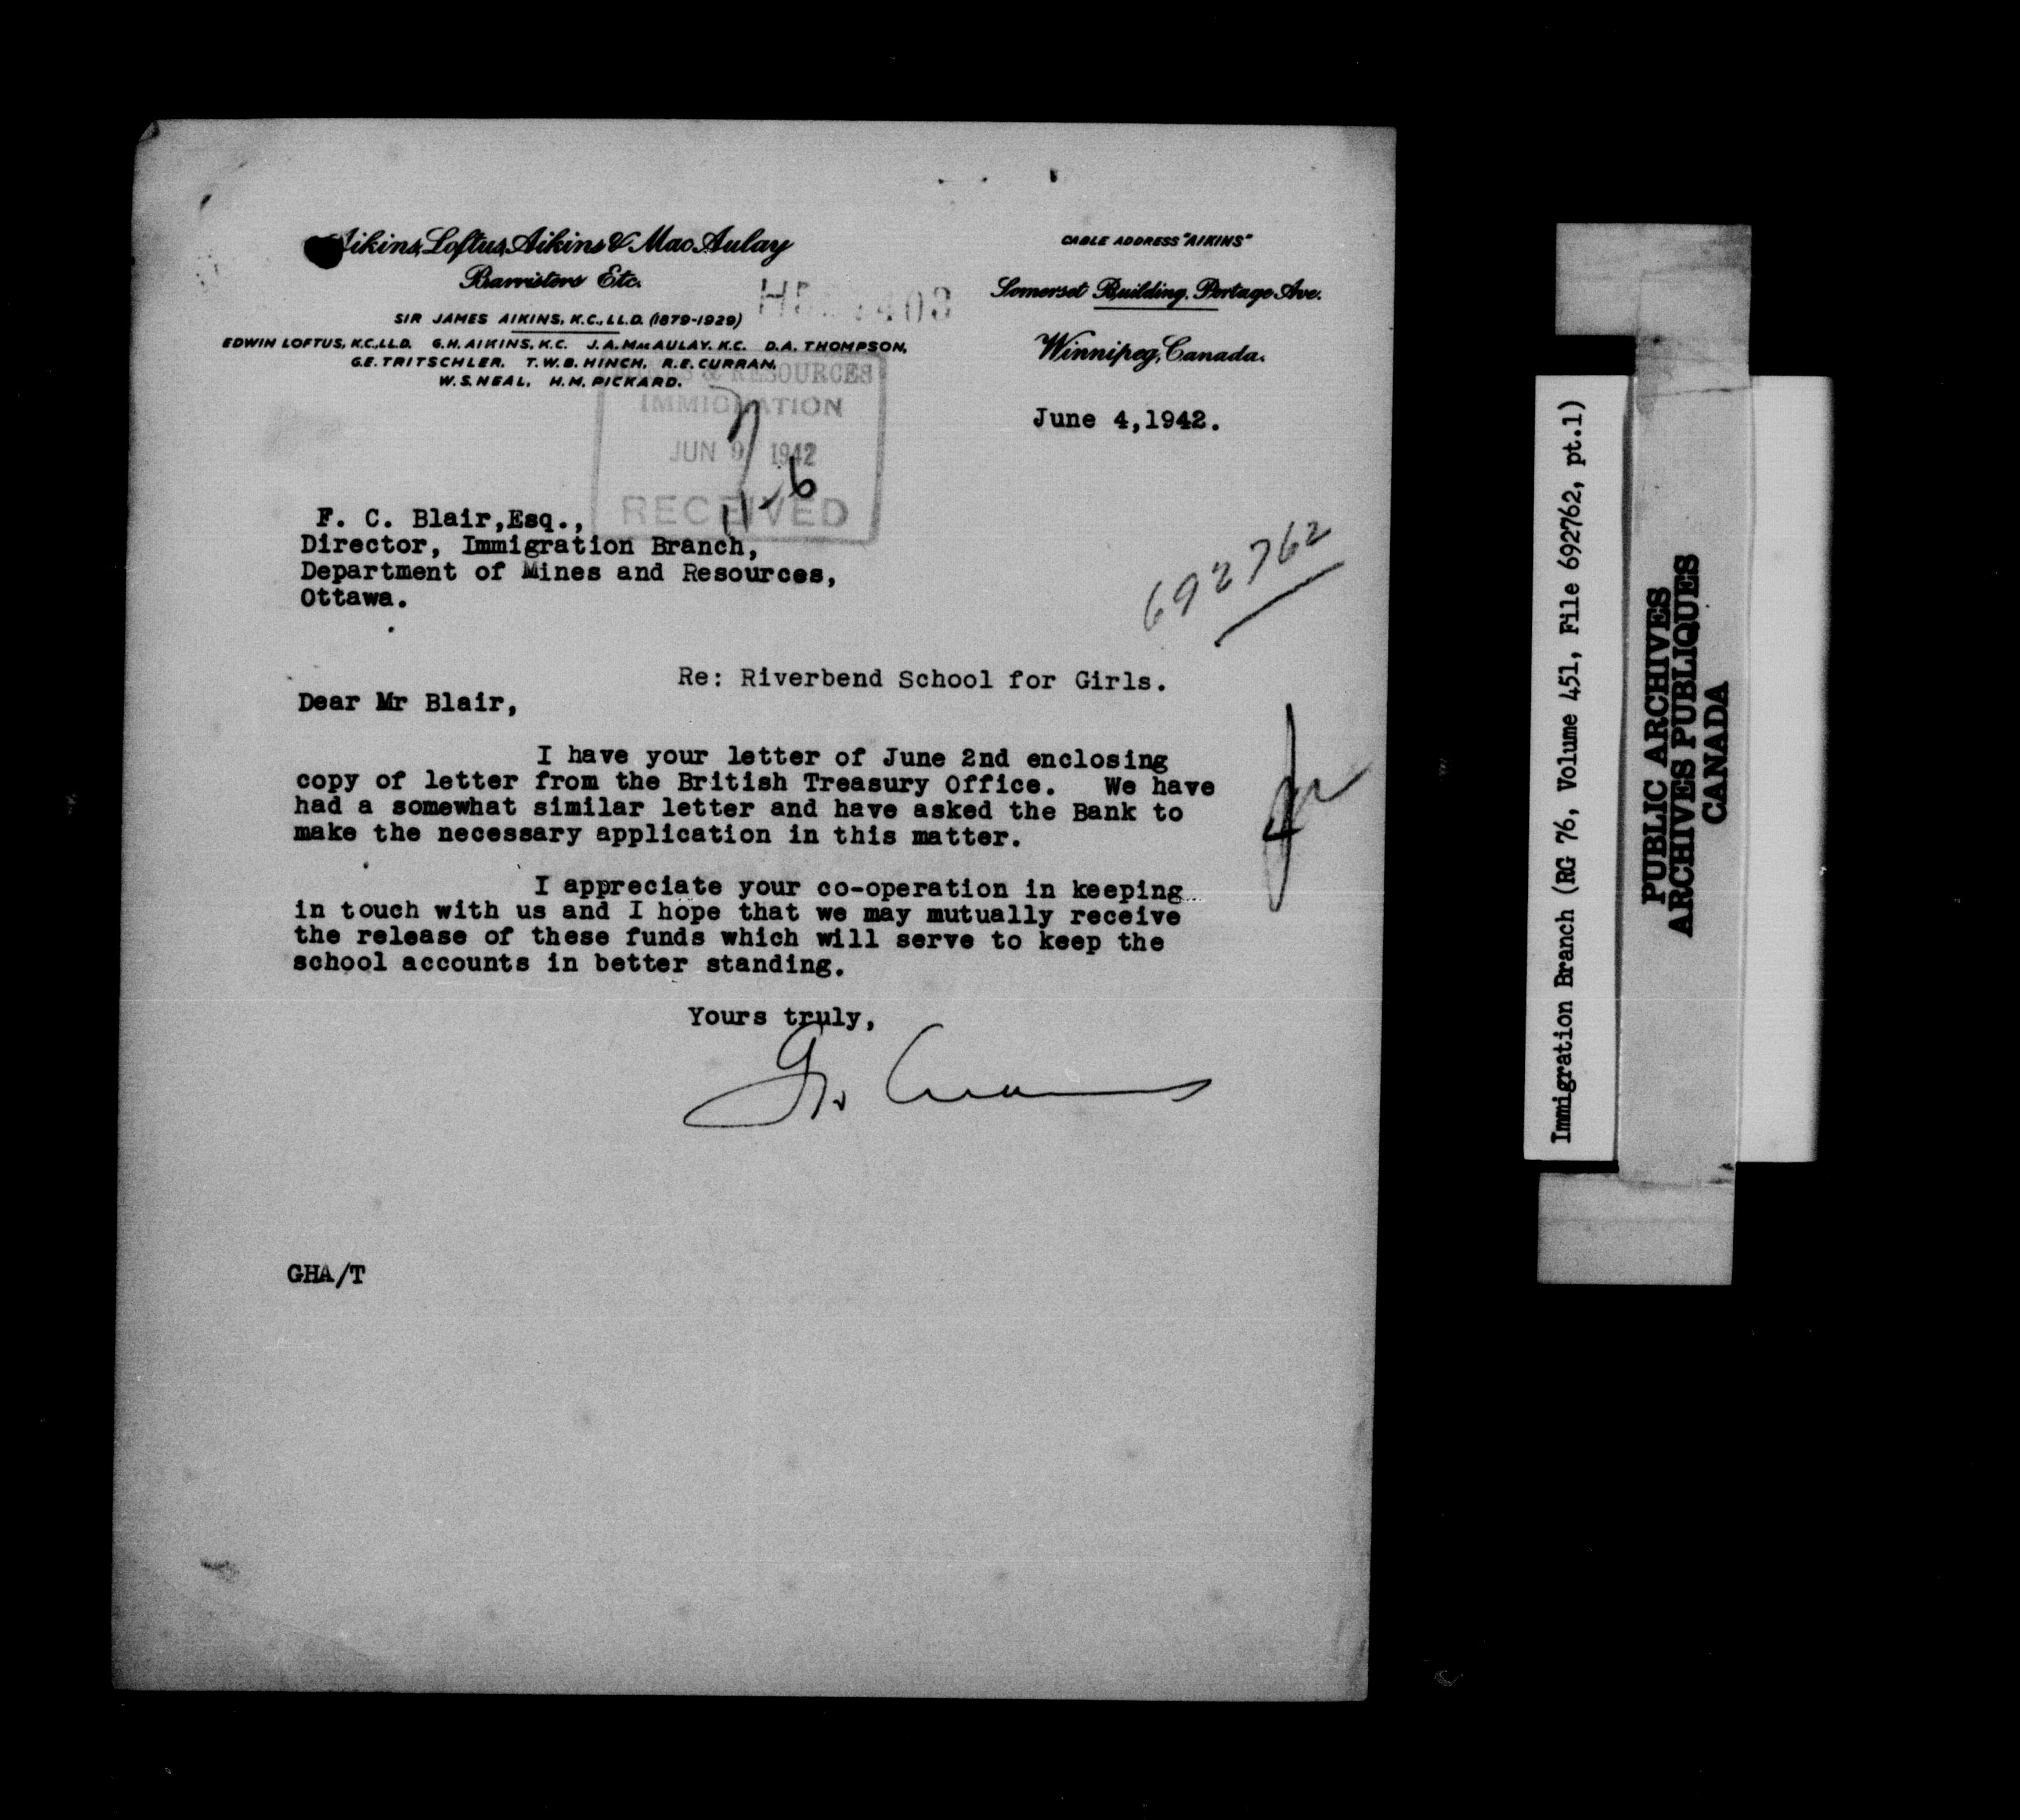 Aikins, Loftus, Aikins & MacAulay
Barristers Etc.
SIR JAMES AIKINS, K.C., LL.D. (1879-1929)
EDWIN LOFTUS, K.C., LL.D. G.H. AIKINS, K.C. J.A. MACAULAY, K.C. D.A. THOMPSON,
G.E. TRITSCHLER. T.W.B. HINCH. R.E. CURRAN.
W.S. NEAL. H.M. PICKARD.
CABLE ADDRESS "AIKINS"
Somerset Building, Portage Ave.
Winnipeg, Canada.
June 4,1942.
& RESOURCES
IMMIGRATION
JUN 9 1942
RECEIVED
11-6
F. C. Blair,Esq.,
Director, Immigration Branch,
Department of Mines and Resources,
Ottawa.
692762
Re: Riverbend School for Girls.
Dear Mr Blair,
I have your letter of June 2nd enclosing
copy of letter from the British Treasury Office. We have
had a somewhat similar letter and have asked the Bank to
make the necessary application in this matter.
I appreciate your co-operation in keeping
in touch with us and I hope that we may mutually receive
the release of these funds which will serve to keep the
school accounts in better standing.
Yours truly,
GHA/T
Immigration Branch (RG 76, Volume 451, File 692762, pt.1)
PUBLIC ARCHIVES
ARCHIVES PUBLIQUES
CANADA